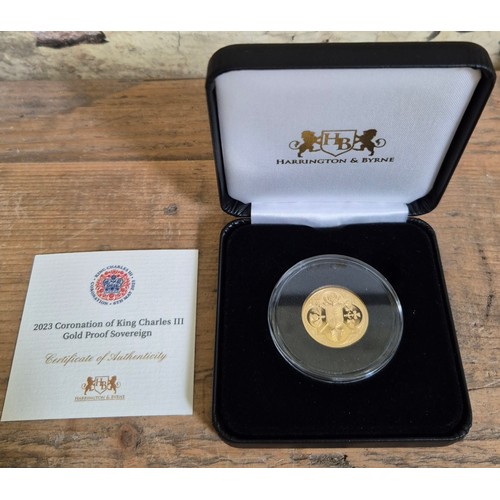 HB
HARRINGTON & BYRNE
2023 Coronation of King Charles III
Gold Proof Sovereign
Certificate of Authenticity
HB
HARRINGTON & BYRNE